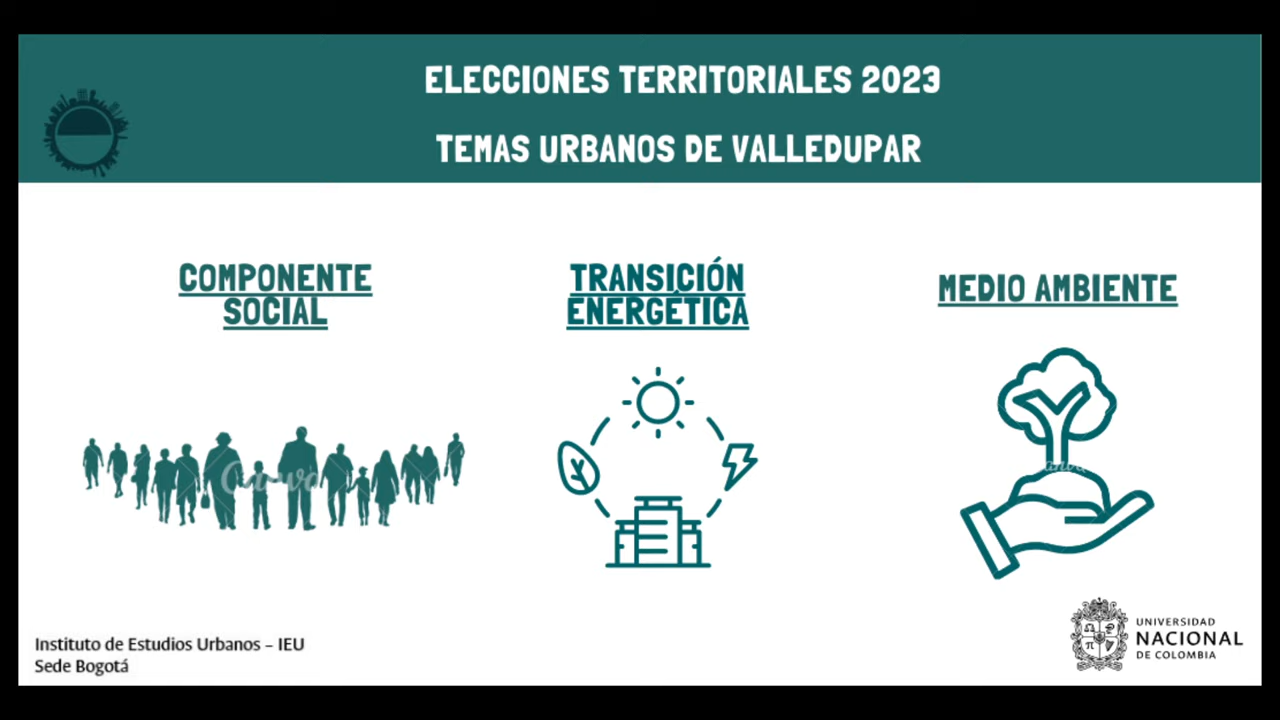 ELECCIONES TERRITORIALES 2023
TEMAS URBANOS DE VALLEDUPAR
COMPONENTE
SOCIAL
TRANSICIÓN
ENERGÉTICA
MEDIO AMBIENTE
Canva
Instituto de Estudios Urbanos – IEU
Sede Bogotá
UNIVERSIDAD
NACIONAL
DE COLOMBIA